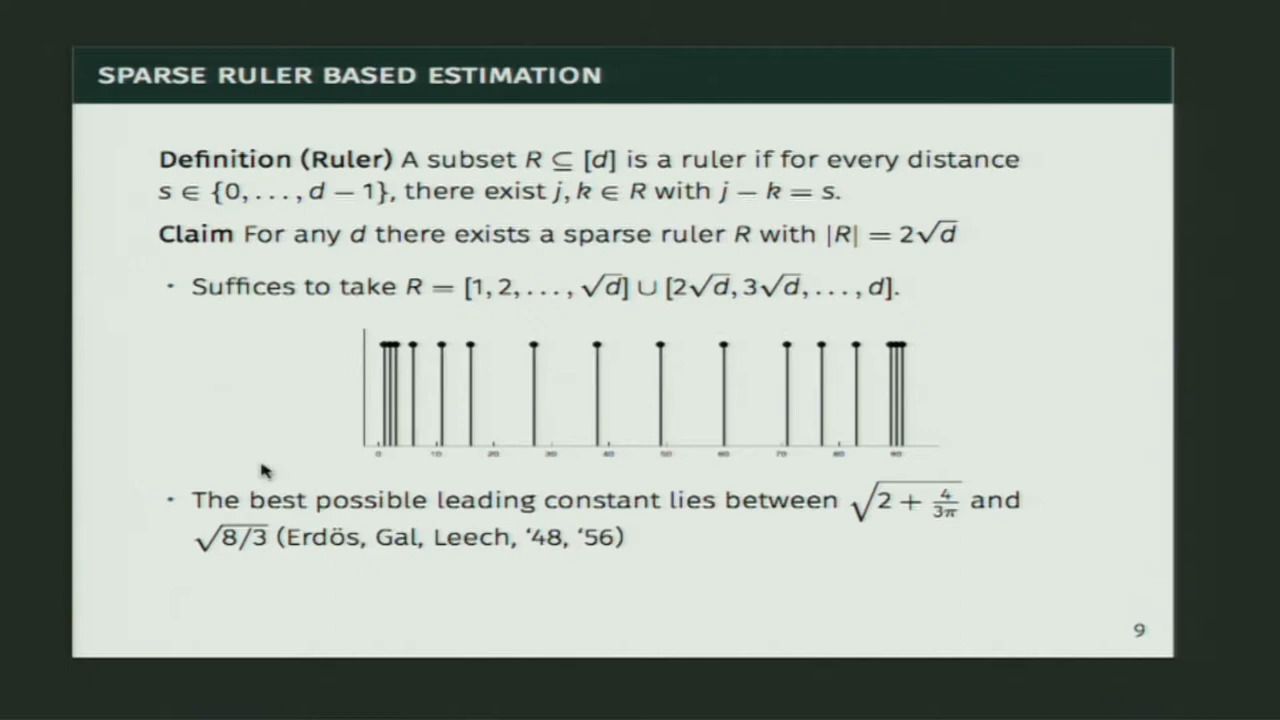 SPARSE RULER BASED ESTIMATION
Definition (Ruler) A subset R ⊆ [d] is a ruler if for every distance
s ∈ {0, . . . , d − 1}, there exist j, k ∈ R with j − k = s.
Claim For any d there exists a sparse ruler R with |R| = 2√d
· Suffices to take R = [1, 2, . . . , √d] ∪ [2√d, 3√d, . . . , d].
0 10 20 30 40 50 60 70 80 90
· The best possible leading constant lies between √(2 + 4/3π) and
√8/3 (Erdös, Gal, Leech, ‘48, ‘56)
9